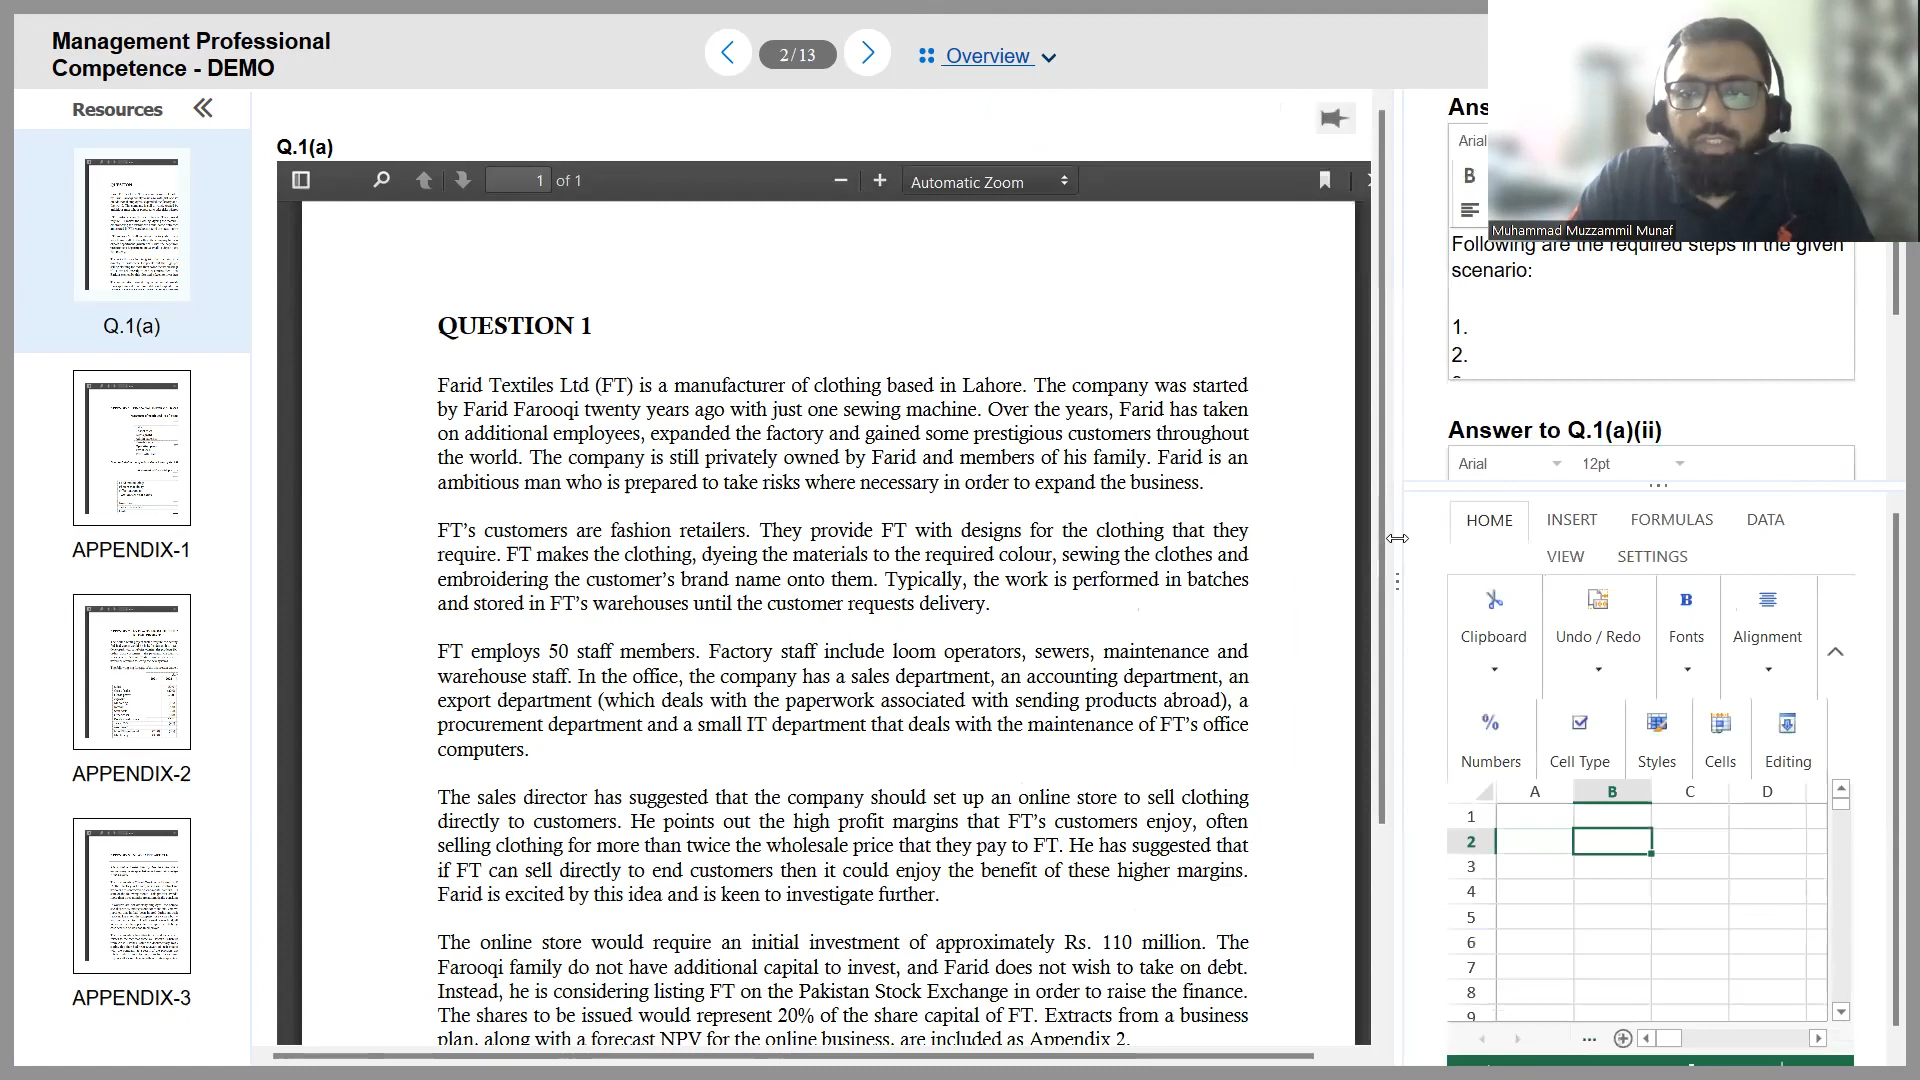 Management Professional
Competence - DEMO
2/13
Overview
Resources
Q.1(a)
APPENDIX-1
APPENDIX-2
APPENDIX-3
Q.1(a)
1 of 1
Automatic Zoom
QUESTION 1
Farid Textiles Ltd (FT) is a manufacturer of clothing based in Lahore. The company was started
by Farid Farooqi twenty years ago with just one sewing machine. Over the years, Farid has taken
on additional employees, expanded the factory and gained some prestigious customers throughout
the world. The company is still privately owned by Farid and members of his family. Farid is an
ambitious man who is prepared to take risks where necessary in order to expand the business.
FT's customers are fashion retailers. They provide FT with designs for the clothing that they
require. FT makes the clothing, dyeing the materials to the required colour, sewing the clothes and
embroidering the customer's brand name onto them. Typically, the work is performed in batches
and stored in FT's warehouses until the customer requests delivery.
FT employs 50 staff members. Factory staff include loom operators, sewers, maintenance and
warehouse staff. In the office, the company has a sales department, an accounting department, an
export department (which deals with the paperwork associated with sending products abroad), a
procurement department and a small IT department that deals with the maintenance of FT's office
computers.
The sales director has suggested that the company should set up an online store to sell clothing
directly to customers. He points out the high profit margins that FT's customers enjoy, often
selling clothing for more than twice the wholesale price that they pay to FT. He has suggested that
if FT can sell directly to end customers then it could enjoy the benefit of these higher margins.
Farid is excited by this idea and is keen to investigate further.
The online store would require an initial investment of approximately Rs. 110 million. The
Farooqi family do not have additional capital to invest, and Farid does not wish to take on debt.
Instead, he is considering listing FT on the Pakistan Stock Exchange in order to raise the finance.
The shares to be issued would represent 20% of the share capital of FT. Extracts from a business
plan, along with a forecast NPV for the online business, are included as Appendix 2.
Ans
Arial
B
Muhammad Muzzammil Munaf
Following are the required steps in the given
scenario:
1.
2.
Answer to Q.1(a)(ii)
Arial 12pt
HOME INSERT FORMULAS DATA
VIEW SETTINGS
Clipboard Undo / Redo Fonts Alignment
Numbers Cell Type Styles Cells Editing
A B C D
1
2
3
4
5
6
7
8
9